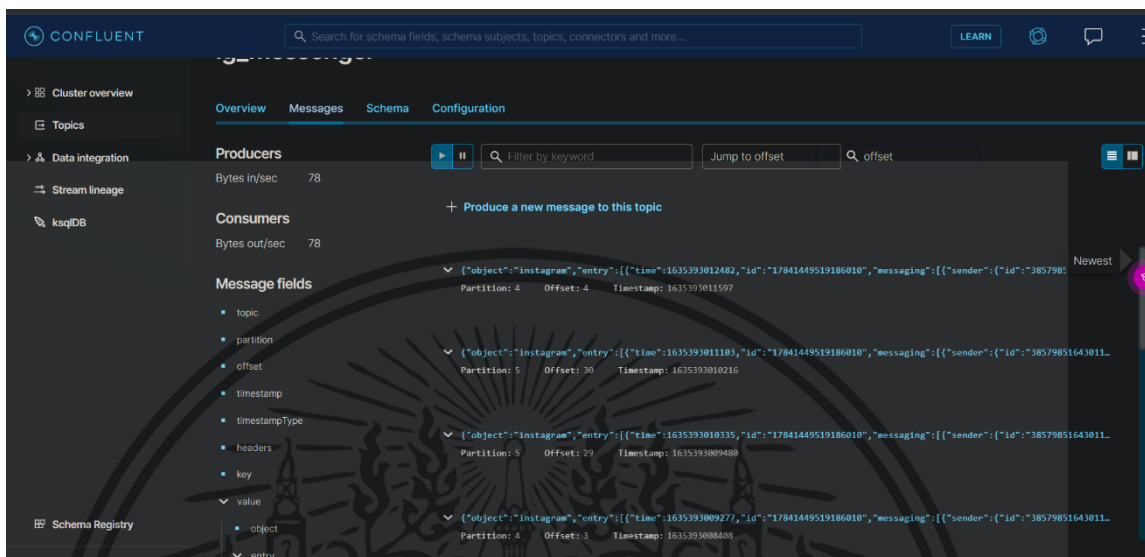 CONFLUENT
Search for schema fields, schema subjects, topics, connectors and more...
LEARN
Cluster overview
Topics
Data integration
Stream lineage
ksqlDB
Schema Registry
Overview Messages Schema Configuration
Producers
Bytes in/sec 78
Consumers
Bytes out/sec 78
Message fields
topic
partition
offset
timestamp
timestampType
headers
key
value
object
entry
Filter by keyword
Jump to offset
offset
+ Produce a new message to this topic
Newest
{"object":"instagram","entry":[{"time":1635393012482,"id":"17841449519186010","messaging":[{"sender":{"id":"385798
Partition: 4 Offset: 4 Timestamp: 1635393011597
{"object":"instagram","entry":[{"time":1635393011103,"id":"17841449519186010","messaging":[{"sender":{"id":"38579851643011…
Partition: 5 Offset: 30 Timestamp: 1635393010216
{"object":"instagram","entry":[{"time":1635393010335,"id":"17841449519186010","messaging":[{"sender":{"id":"38579851643011…
Partition: 5 Offset: 29 Timestamp: 1635393009480
{"object":"instagram","entry":[{"time":1635393009277,"id":"17841449519186010","messaging":[{"sender":{"id":"38579851643011…
Partition: 4 Offset: 3 Timestamp: 1635393008408